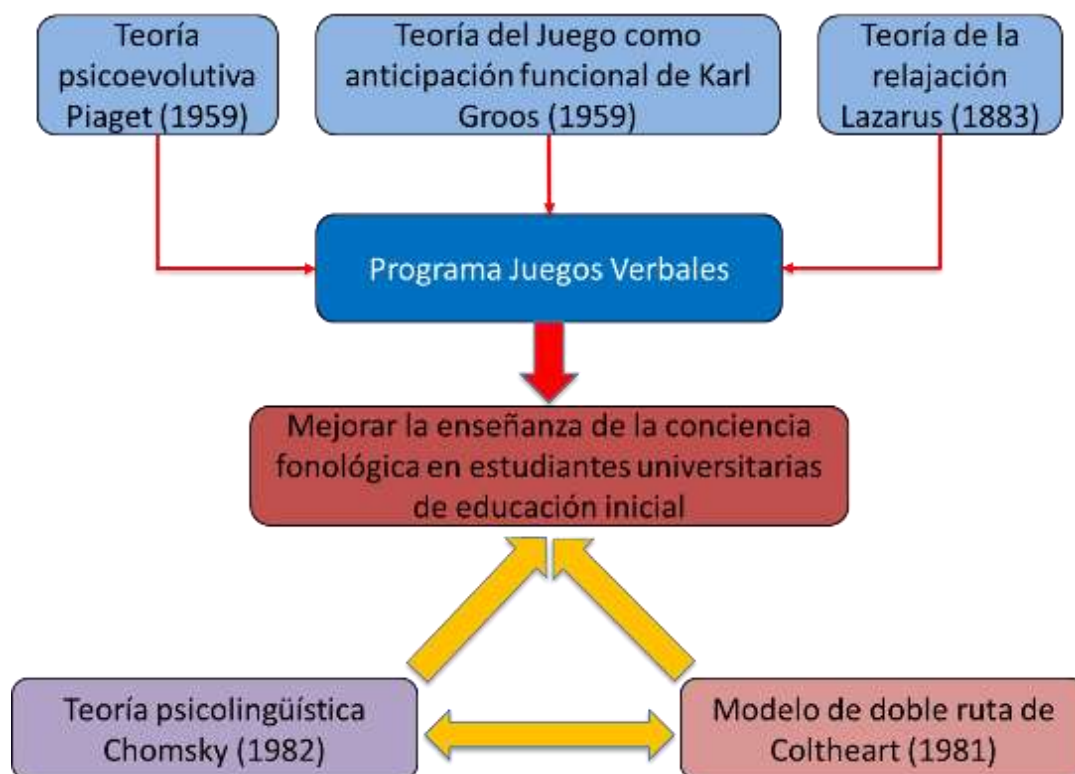 Teoría
psicoevolutiva
Piaget (1959)
Teoría del Juego como
anticipación funcional de Karl
Groos (1959)
Teoría de la
relajación
Lazarus (1883)
Programa Juegos Verbales
Mejorar la enseñanza de la conciencia
fonológica en estudiantes universitarias
de educación inicial
Teoría psicolingüística
Chomsky (1982)
Modelo de doble ruta de
Coltheart (1981)